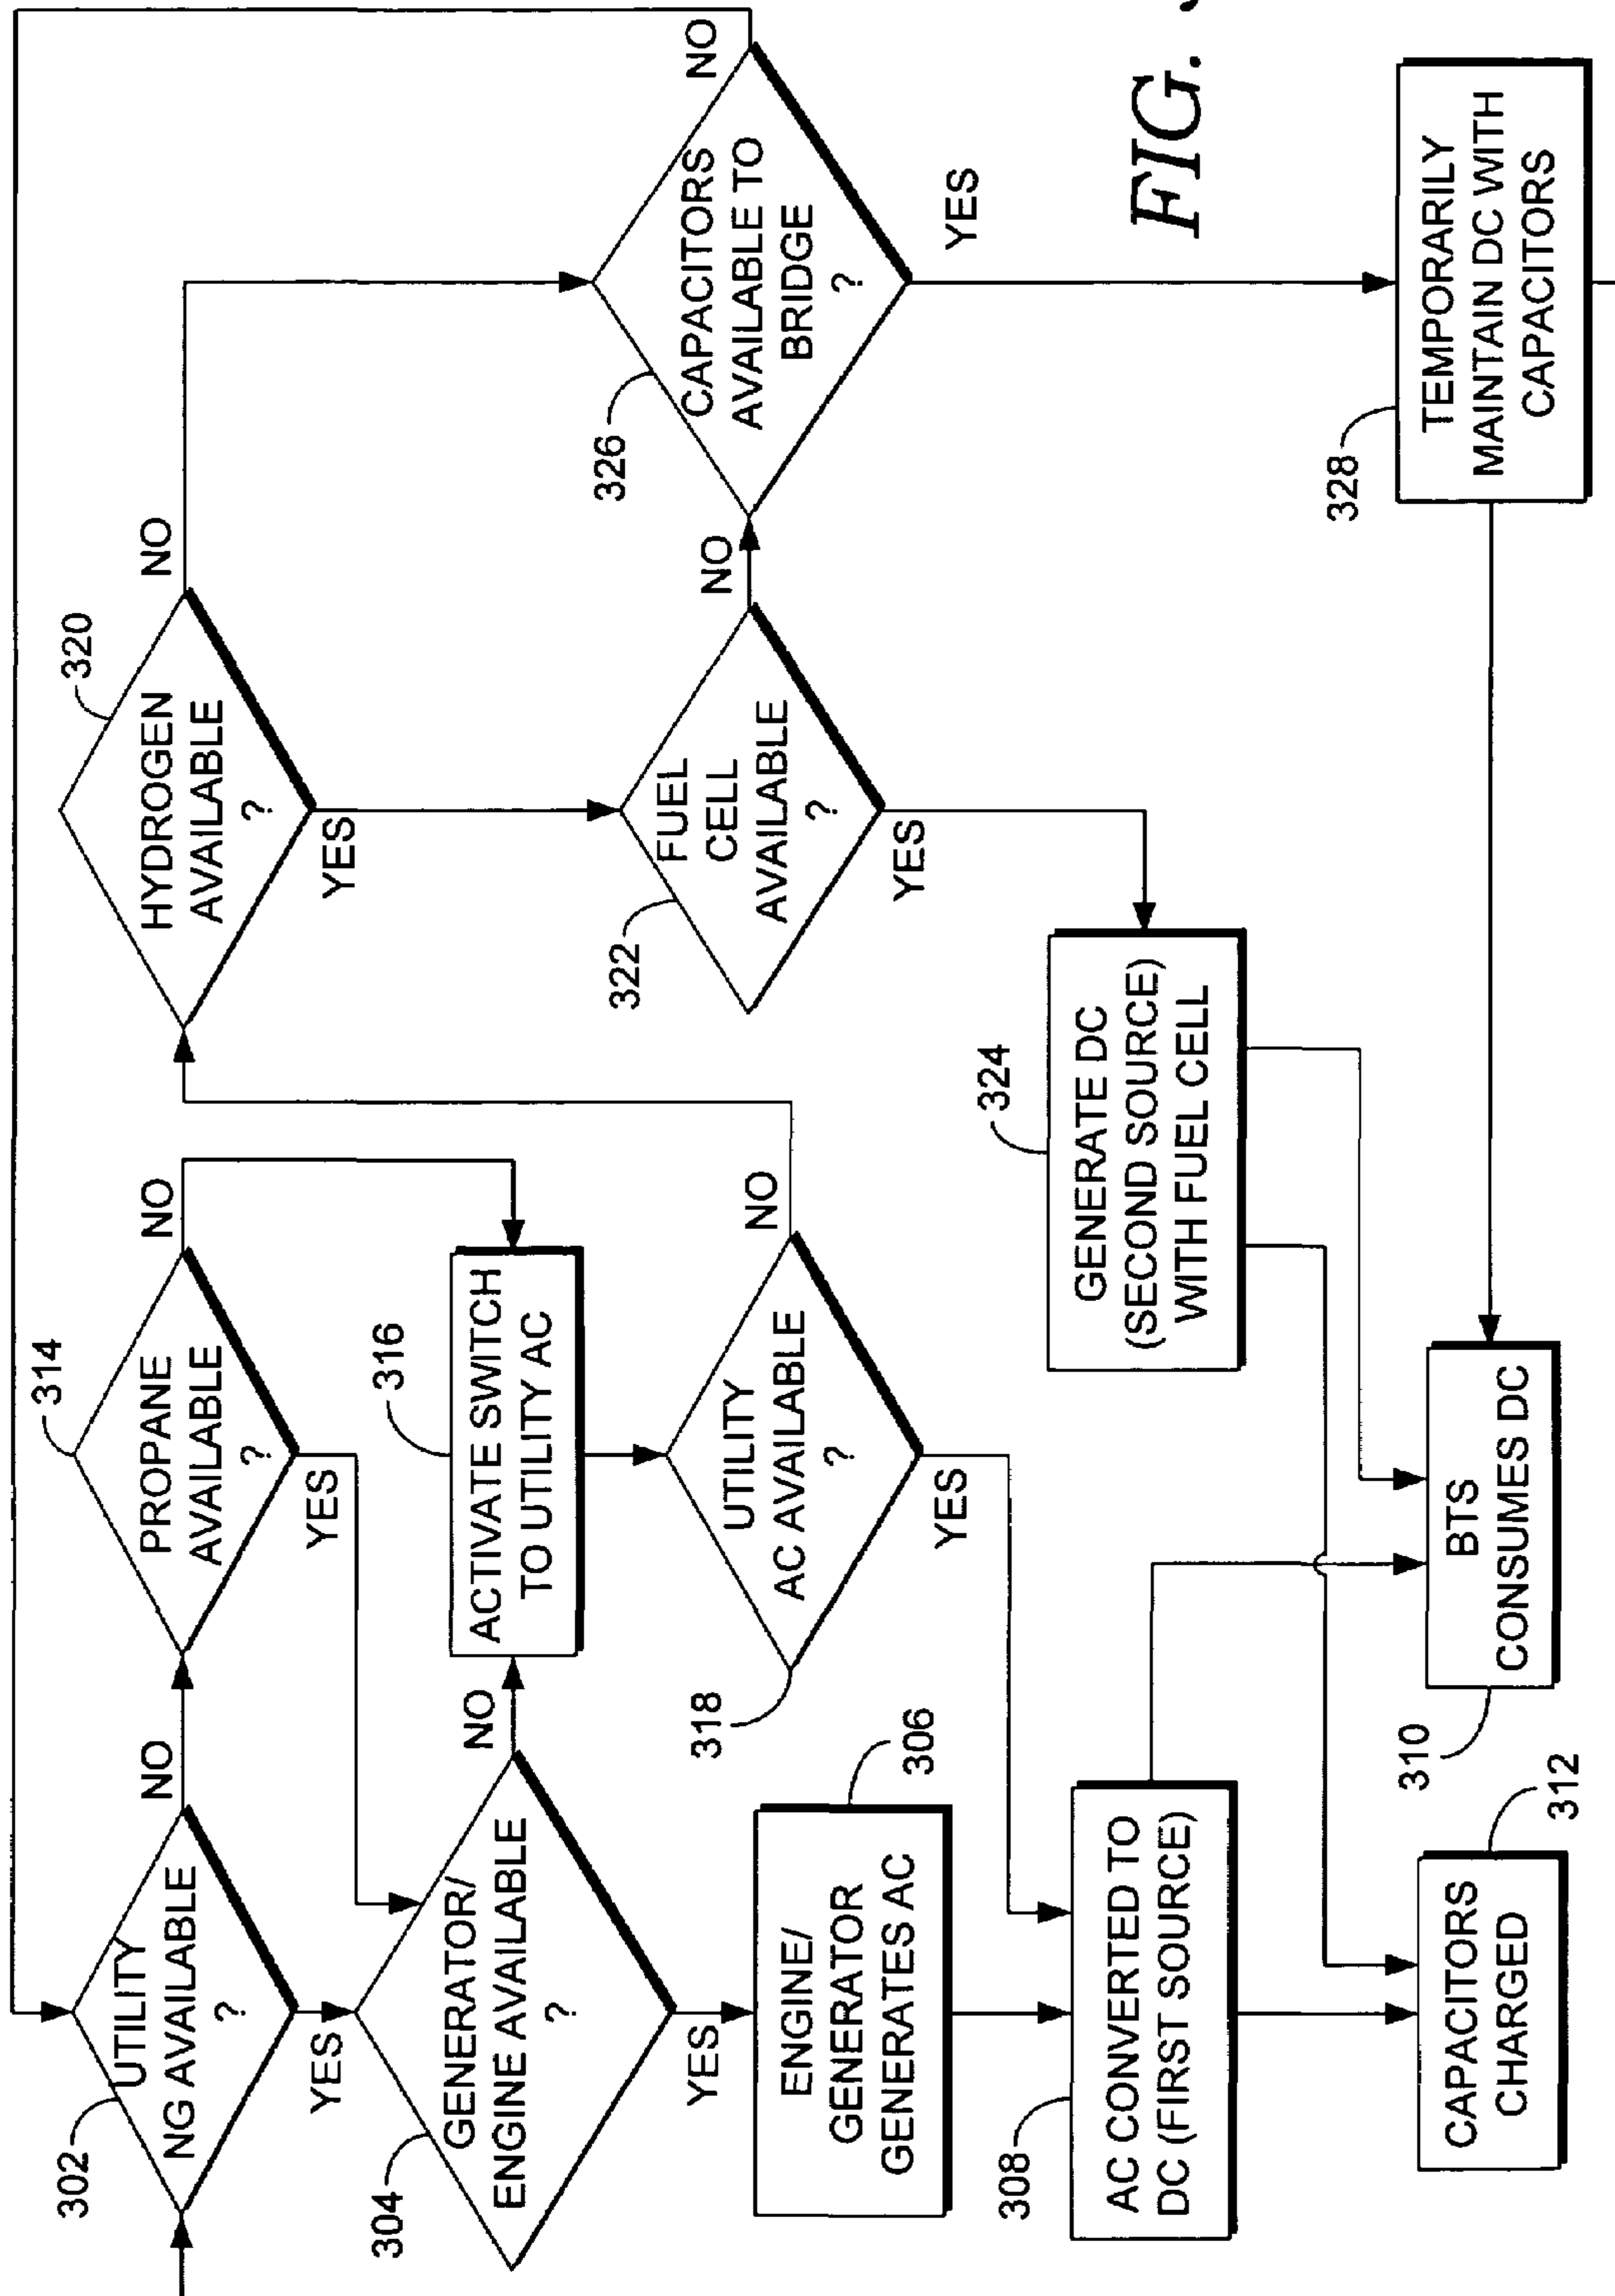 302
UTILITY
NG AVAILABLE
?
NO
YES
314
PROPANE
AVAILABLE
?
NO
YES
320
HYDROGEN
AVAILABLE
?
NO
YES
304
GENERATOR/
ENGINE AVAILABLE
?
NO
YES
316
ACTIVATE SWITCH
TO UTILITY AC
322
FUEL
CELL
AVAILABLE
?
NO
YES
326
CAPACITORS
AVAILABLE TO
BRIDGE
?
NO
YES
306
ENGINE/
GENERATOR
GENERATES AC
318
UTILITY
AC AVAILABLE
?
NO
YES
308
AC CONVERTED TO
DC (FIRST SOURCE)
324
GENERATE DC
(SECOND SOURCE)
WITH FUEL CELL
312
CAPACITORS
CHARGED
310
BTS
CONSUMES DC
328
TEMPORARILY
MAINTAIN DC WITH
CAPACITORS
FIG.